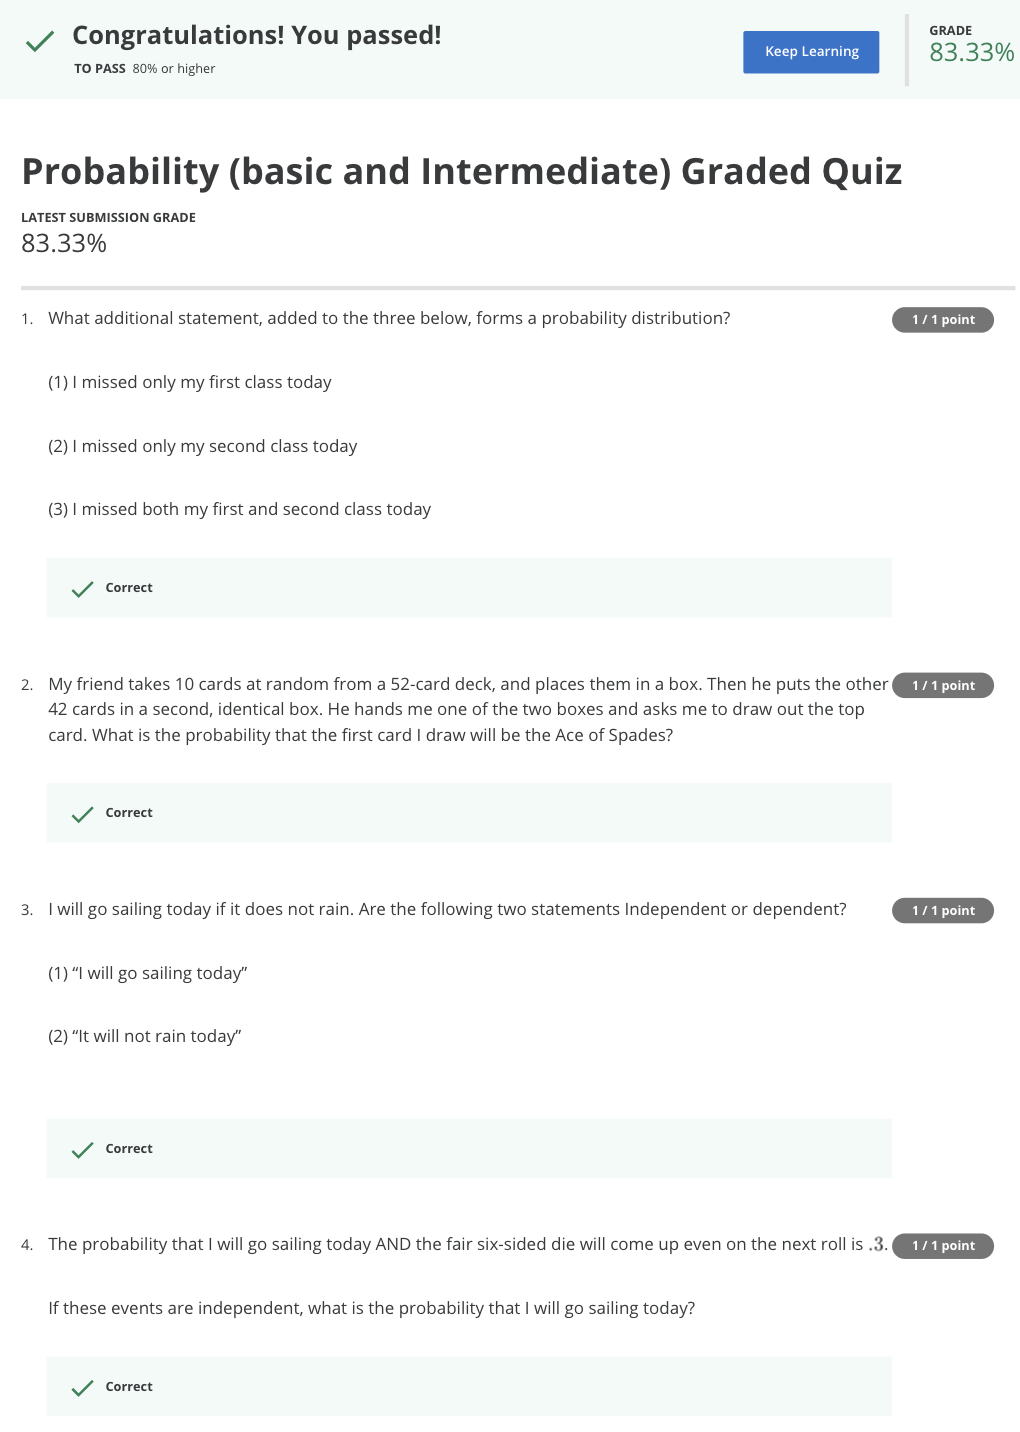 Congratulations! You passed!
TO PASS 80% or higher
Keep Learning
GRADE
83.33%
Probability (basic and Intermediate) Graded Quiz
LATEST SUBMISSION GRADE
83.33%
1. What additional statement, added to the three below, forms a probability distribution?
1 / 1 point
(1) I missed only my first class today
(2) I missed only my second class today
(3) I missed both my first and second class today
Correct
2. My friend takes 10 cards at random from a 52-card deck, and places them in a box. Then he puts the other
1 / 1 point
42 cards in a second, identical box. He hands me one of the two boxes and asks me to draw out the top
card. What is the probability that the first card I draw will be the Ace of Spades?
Correct
3. I will go sailing today if it does not rain. Are the following two statements Independent or dependent?
1 / 1 point
(1) “I will go sailing today”
(2) “It will not rain today”
Correct
4. The probability that I will go sailing today AND the fair six-sided die will come up even on the next roll is .3.
1 / 1 point
If these events are independent, what is the probability that I will go sailing today?
Correct